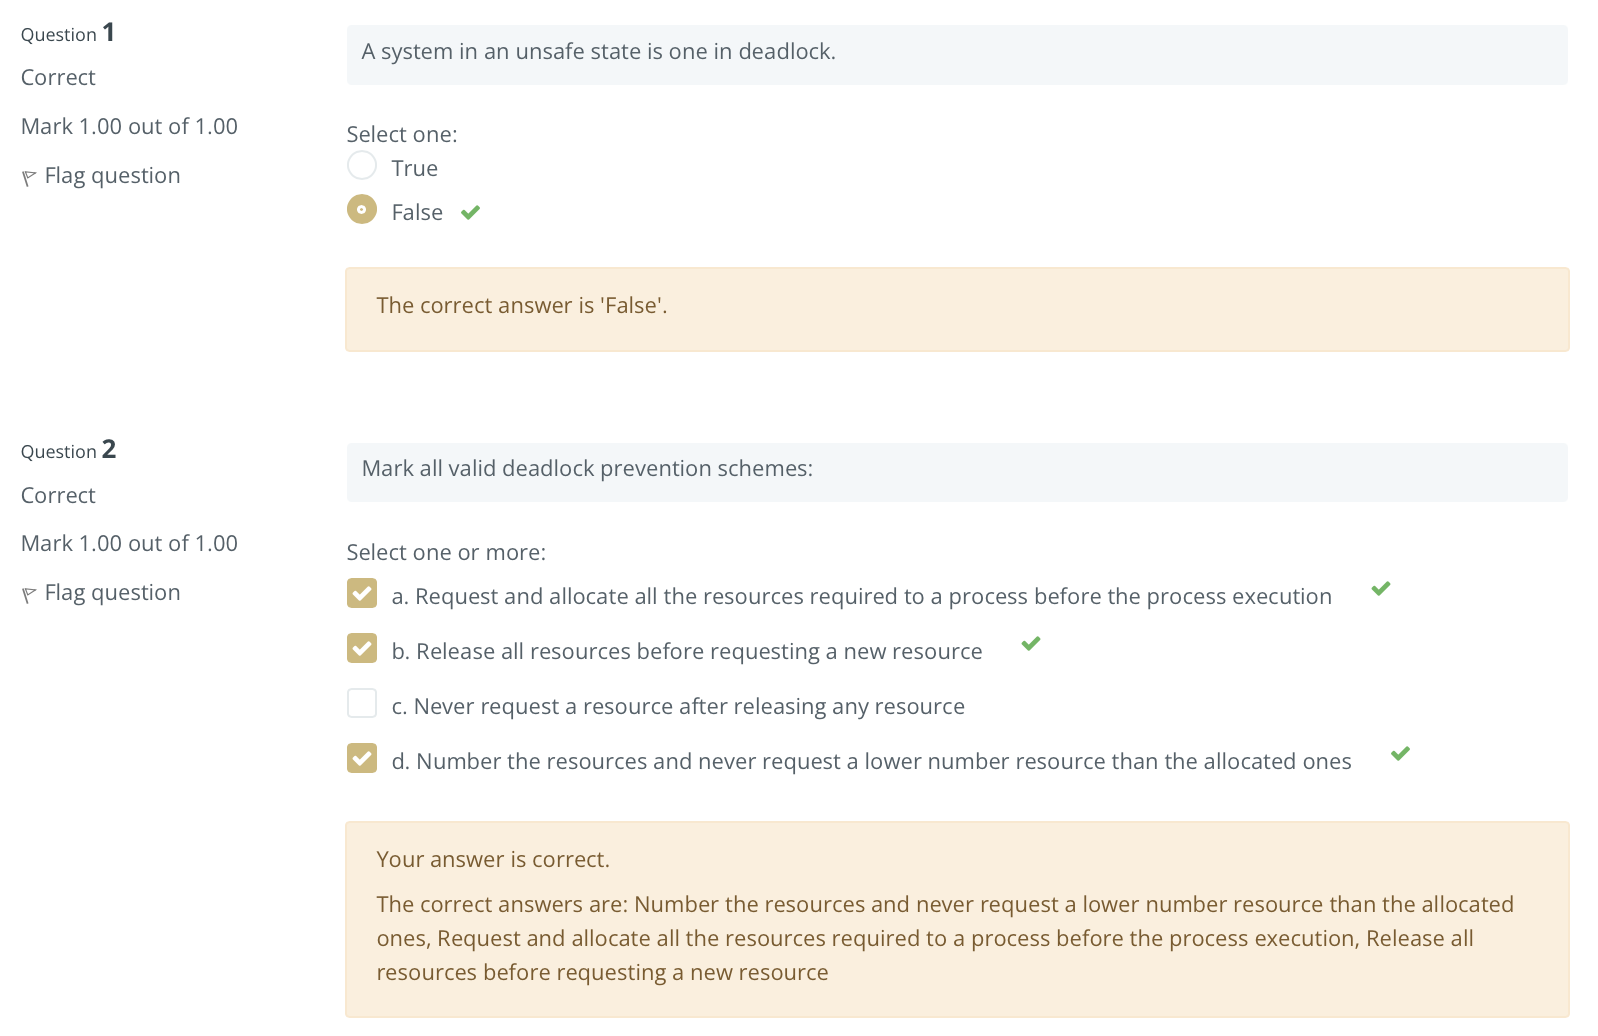 Question 1
Correct
Mark 1.00 out of 1.00
Flag question
A system in an unsafe state is one in deadlock.
Select one:
True
False
The correct answer is 'False'.
Question 2
Correct
Mark 1.00 out of 1.00
Flag question
Mark all valid deadlock prevention schemes:
Select one or more:
a. Request and allocate all the resources required to a process before the process execution
b. Release all resources before requesting a new resource
c. Never request a resource after releasing any resource
d. Number the resources and never request a lower number resource than the allocated ones
Your answer is correct.
The correct answers are: Number the resources and never request a lower number resource than the allocated
ones, Request and allocate all the resources required to a process before the process execution, Release all
resources before requesting a new resource